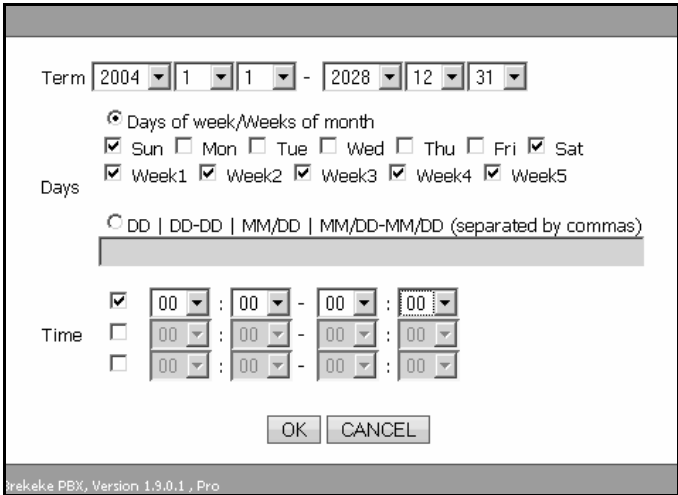 Term 2004 1 1 - 2028 12 31
Days of week/Weeks of month
Sun Mon Tue Wed Thu Fri Sat
Week1 Week2 Week3 Week4 Week5
Days
DD | DD-DD | MM/DD | MM/DD-MM/DD (separated by commas)
00 : 00 - 00 : 00
Time 00 : 00 - 00 : 00
00 : 00 - 00 : 00
OK CANCEL
Brekeke PBX, Version 1.9.0.1 , Pro